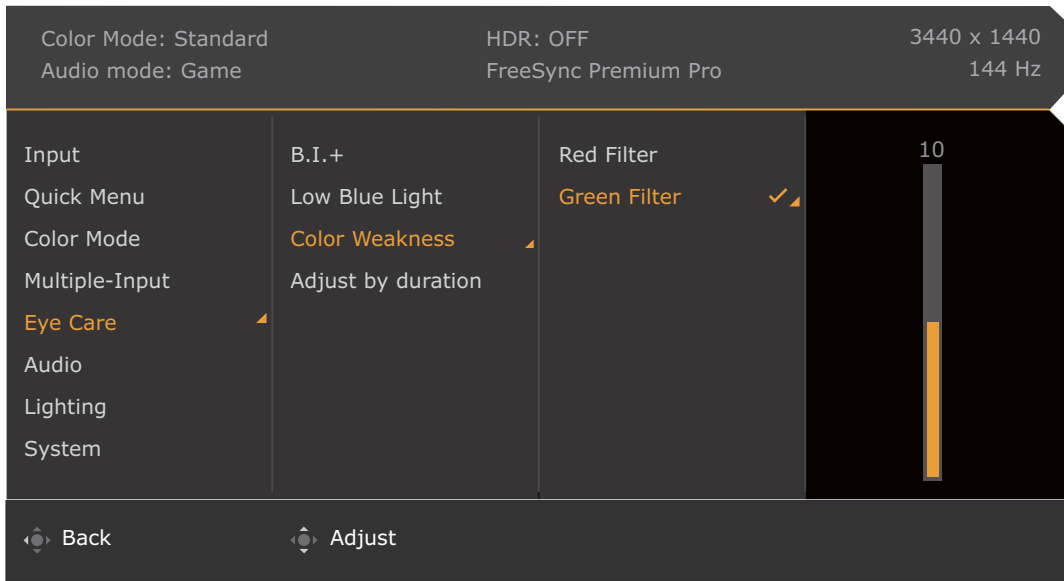 Color Mode: Standard
HDR: OFF
3440 x 1440
Audio mode: Game
FreeSync Premium Pro
144 Hz
Input
B.I.+
Red Filter
10
Quick Menu
Low Blue Light
Green Filter
Color Mode
Color Weakness
Multiple-Input
Adjust by duration
Eye Care
Audio
Lighting
System
Back
Adjust